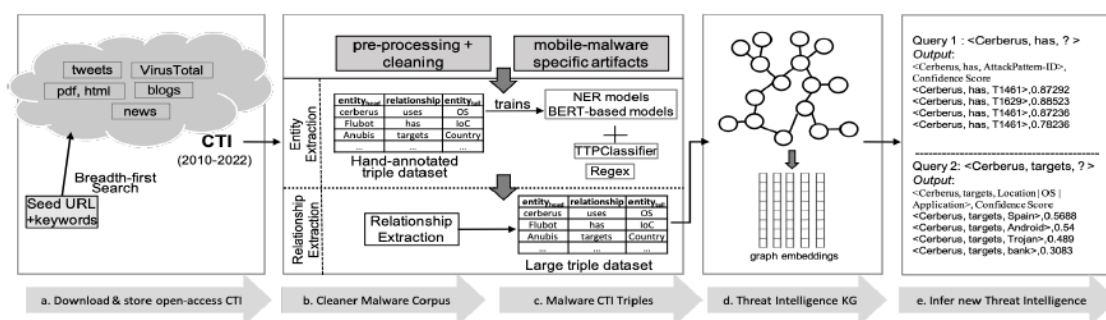 tweets
VirusTotal
pdf, html
blogs
news
CTI
(2010-2022)
Breadth-first
Search
Seed URL
+keywords
pre-processing +
cleaning
mobile-malware
specific artifacts
Entity
Extraction
entityhead relationship entitytail
cerberus uses OS
Flubot has IoC
Anubis targets Country
... ... ...
Hand-annotated
triple dataset
trains
NER models
BERT-based models
TTPClassifier
Regex
Relationship
Extraction
Relationship
Extraction
entityhead relationship entitytail
cerberus uses OS
Flubot has IoC
Anubis targets Country
... ... ...
Large triple dataset
graph embeddings
Query 1 : <Cerberus, has, ? >
Output:
<Cerberus, has, AttackPattern-ID>,
Confidence Score
<Cerberus, has, T1461>,0.87292
<Cerberus, has, T1629>,0.88523
<Cerberus, has, T1461>,0.87236
<Cerberus, has, T1461>,0.78236
Query 2: <Cerberus, targets, ? >
Output:
<Cerberus, targets, Location | OS |
Application>, Confidence Score
<Cerberus, targets, Spain>,0.5688
<Cerberus, targets, Android>,0.54
<Cerberus, targets, Trojan>,0.489
<Cerberus, targets, bank>,0.3083
a. Download & store open-access CTI
b. Cleaner Malware Corpus
c. Malware CTI Triples
d. Threat Intelligence KG
e. Infer new Threat Intelligence